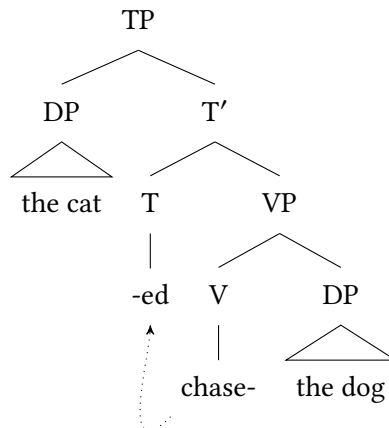 TP
DP T′
the cat T VP
-ed V DP
chase- the dog